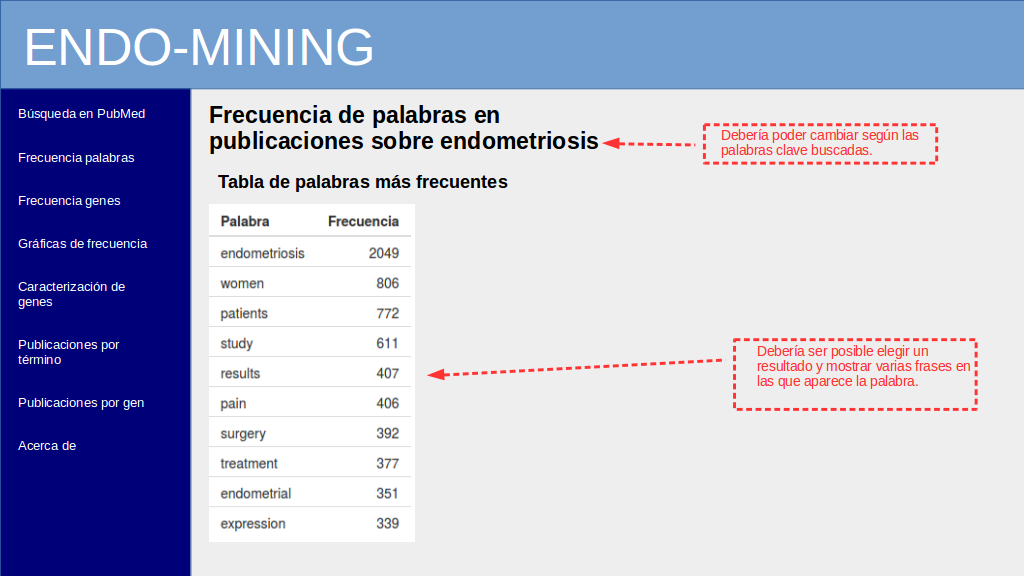 ENDO-MINING
Búsqueda en PubMed
Frecuencia palabras
Frecuencia genes
Gráficas de frecuencia
Caracterización de
genes
Publicaciones por
término
Publicaciones por gen
Acerca de
Frecuencia de palabras en
publicaciones sobre endometriosis
Debería poder cambiar según las
palabras clave buscadas.
Tabla de palabras más frecuentes
Palabra Frecuencia
endometriosis 2049
women 806
patients 772
study 611
results 407
pain 406
surgery 392
treatment 377
endometrial 351
expression 339
Debería ser posible elegir un
resultado y mostrar varias frases en
las que aparece la palabra.